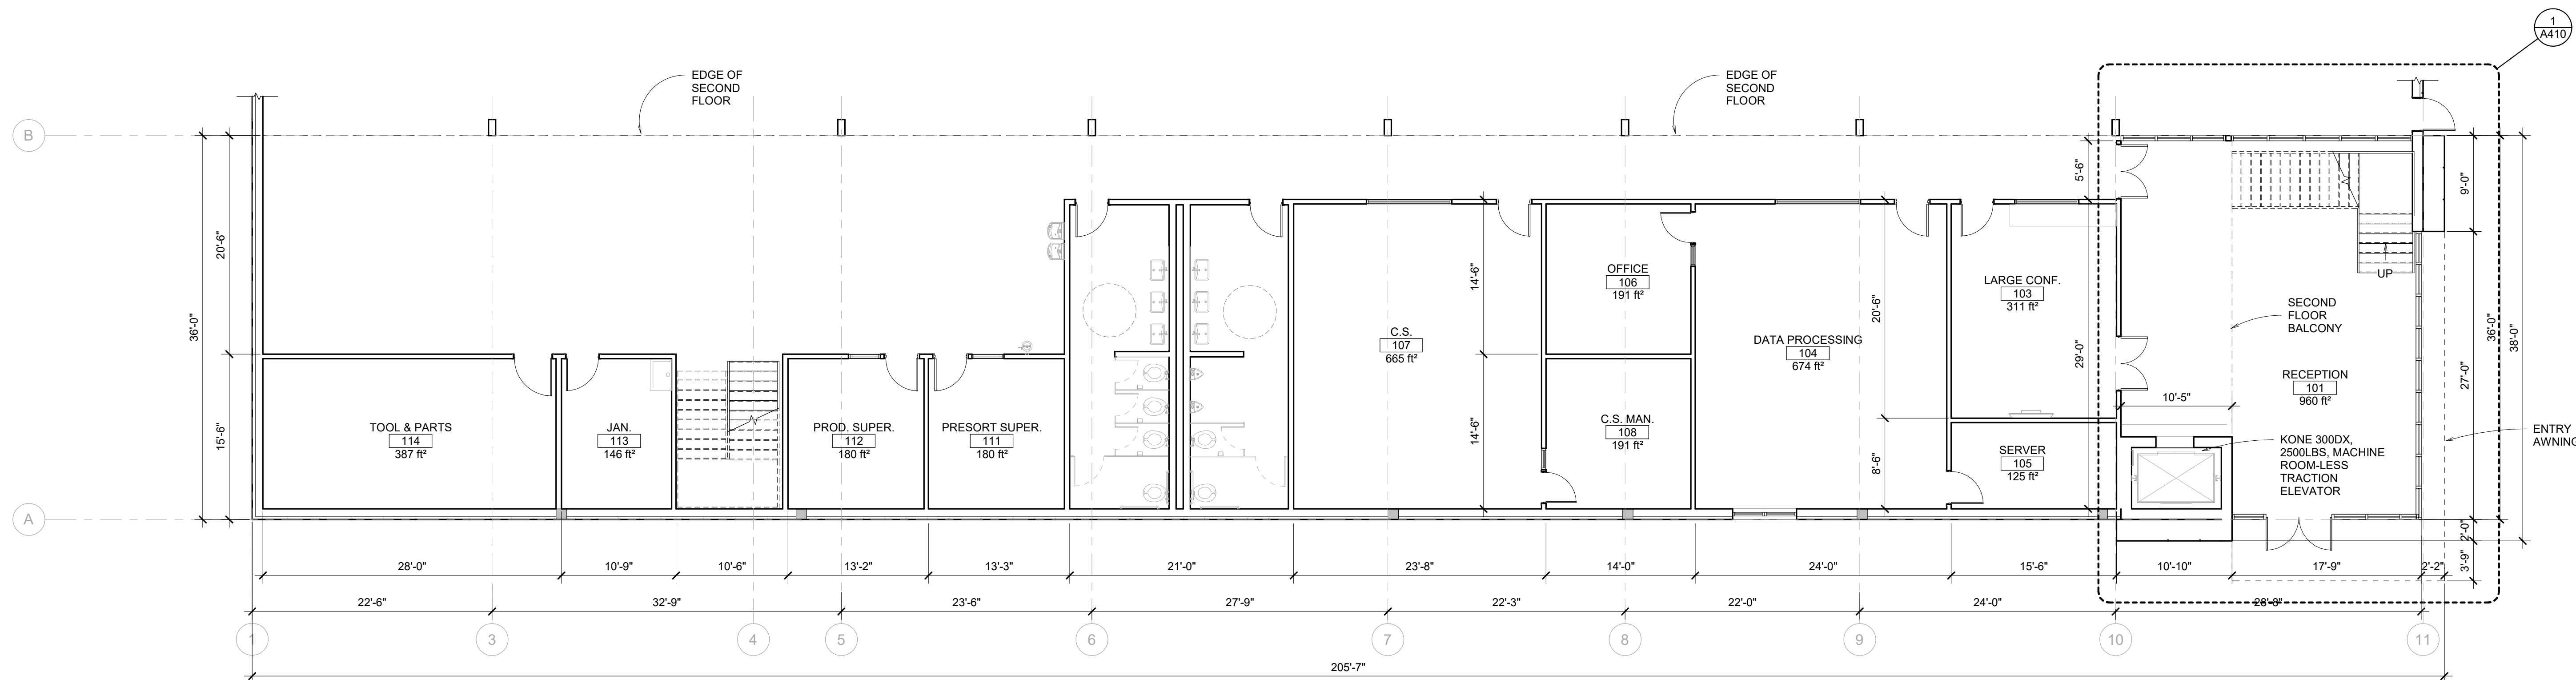 1
A410
EDGE OF
SECOND
FLOOR
EDGE OF
SECOND
FLOOR
B
A
36'-0"
20'-6"
15'-6"
TOOL & PARTS
114
387 ft²
JAN.
113
146 ft²
PROD. SUPER.
112
180 ft²
PRESORT SUPER.
111
180 ft²
C.S.
107
665 ft²
14'-6"
14'-6"
OFFICE
106
191 ft²
C.S. MAN.
108
191 ft²
DATA PROCESSING
104
674 ft²
20'-6"
8'-6"
LARGE CONF.
103
311 ft²
SERVER
105
125 ft²
5'-6"
29'-0"
UP
SECOND
FLOOR
BALCONY
RECEPTION
101
960 ft²
10'-5"
KONE 300DX,
2500LBS, MACHINE
ROOM-LESS
TRACTION
ELEVATOR
ENTRY
AWNING
9'-0"
27'-0"
36'-0"
38'-0"
2'-0"
3'-9"
28'-0"
10'-9"
10'-6"
13'-2"
13'-3"
21'-0"
23'-8"
14'-0"
24'-0"
15'-6"
10'-10"
17'-9"
2'-2"
22'-6"
32'-9"
23'-6"
27'-9"
22'-3"
22'-0"
24'-0"
28'-8"
1
3
4
5
6
7
8
9
10
11
205'-7"